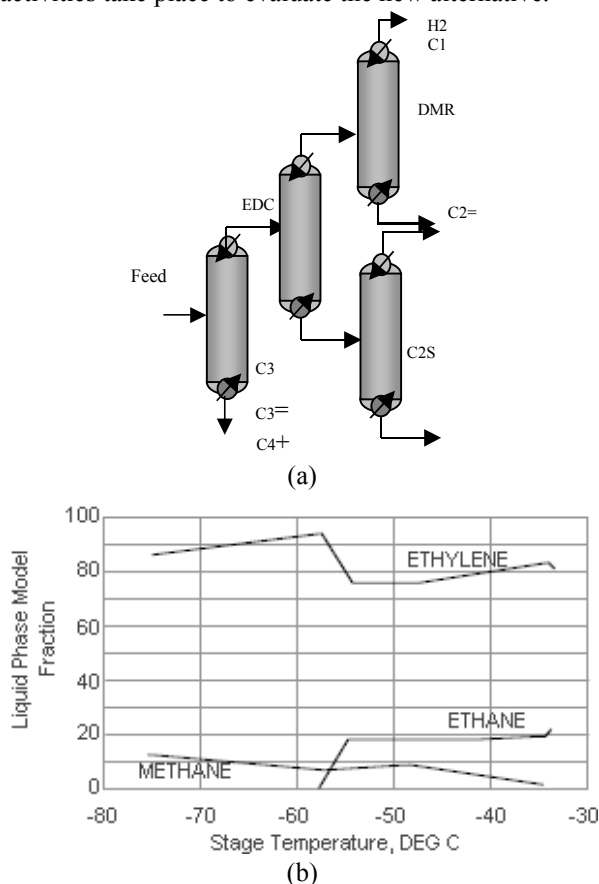 activities take place to evaluate the new alternative.
H2
C1
DMR
EDC
C2=
Feed
C2S
C3
C3=
C4+
(a)
Liquid Phase Model
Fraction
100
80
60
40
20
0
ETHYLENE
ETHANE
METHANE
-80 -70 -60 -50 -40 -30
Stage Temperature, DEG C
(b)